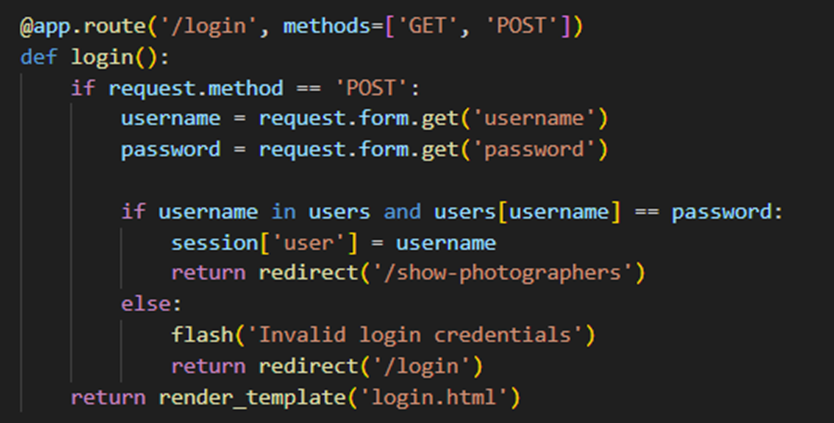 @app.route('/login', methods=['GET', 'POST'])
def login():
    if request.method == 'POST':
        username = request.form.get('username')
        password = request.form.get('password')

        if username in users and users[username] == password:
            session['user'] = username
            return redirect('/show-photographers')
        else:
            flash('Invalid login credentials')
            return redirect('/login')
    return render_template('login.html')